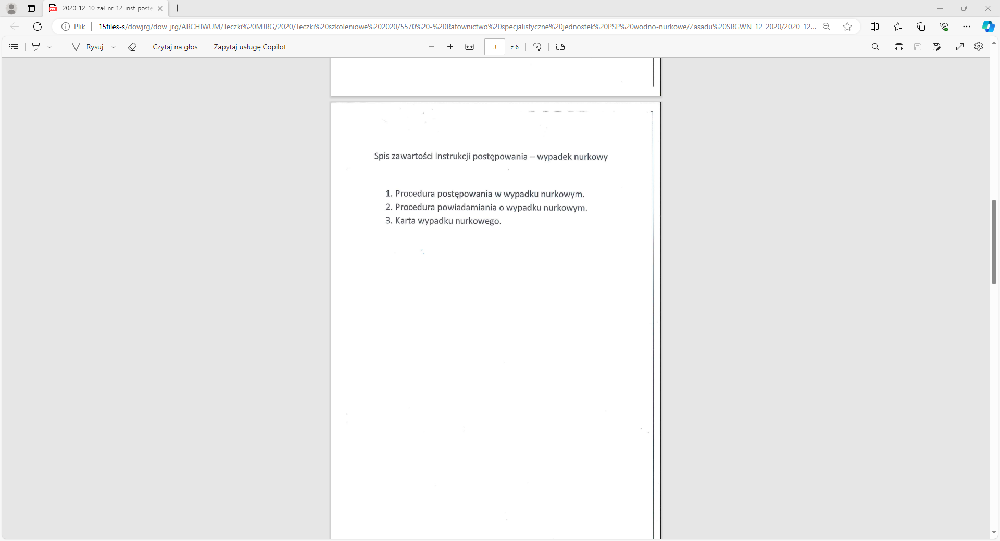 2020_12_10_zał_nr_12_inst_poste
Plik
15files-s/dowjrg/dow_jrg/ARCHIWUM/Teczki%20MJRG/2020/Teczki%20szkoleniowe%202020/5570%20-%20Ratownictwo%20specjalistyczne%20jednostek%20PSP%20wodno-nurkowe/Zasadu%20SRGWN_12_2020/2020_12...
Rysuj
Czytaj na głos
Zapytaj usługę Copilot
3
z 6
Spis zawartości instrukcji postępowania – wypadek nurkowy
1. Procedura postępowania w wypadku nurkowym.
2. Procedura powiadamiania o wypadku nurkowym.
3. Karta wypadku nurkowego.